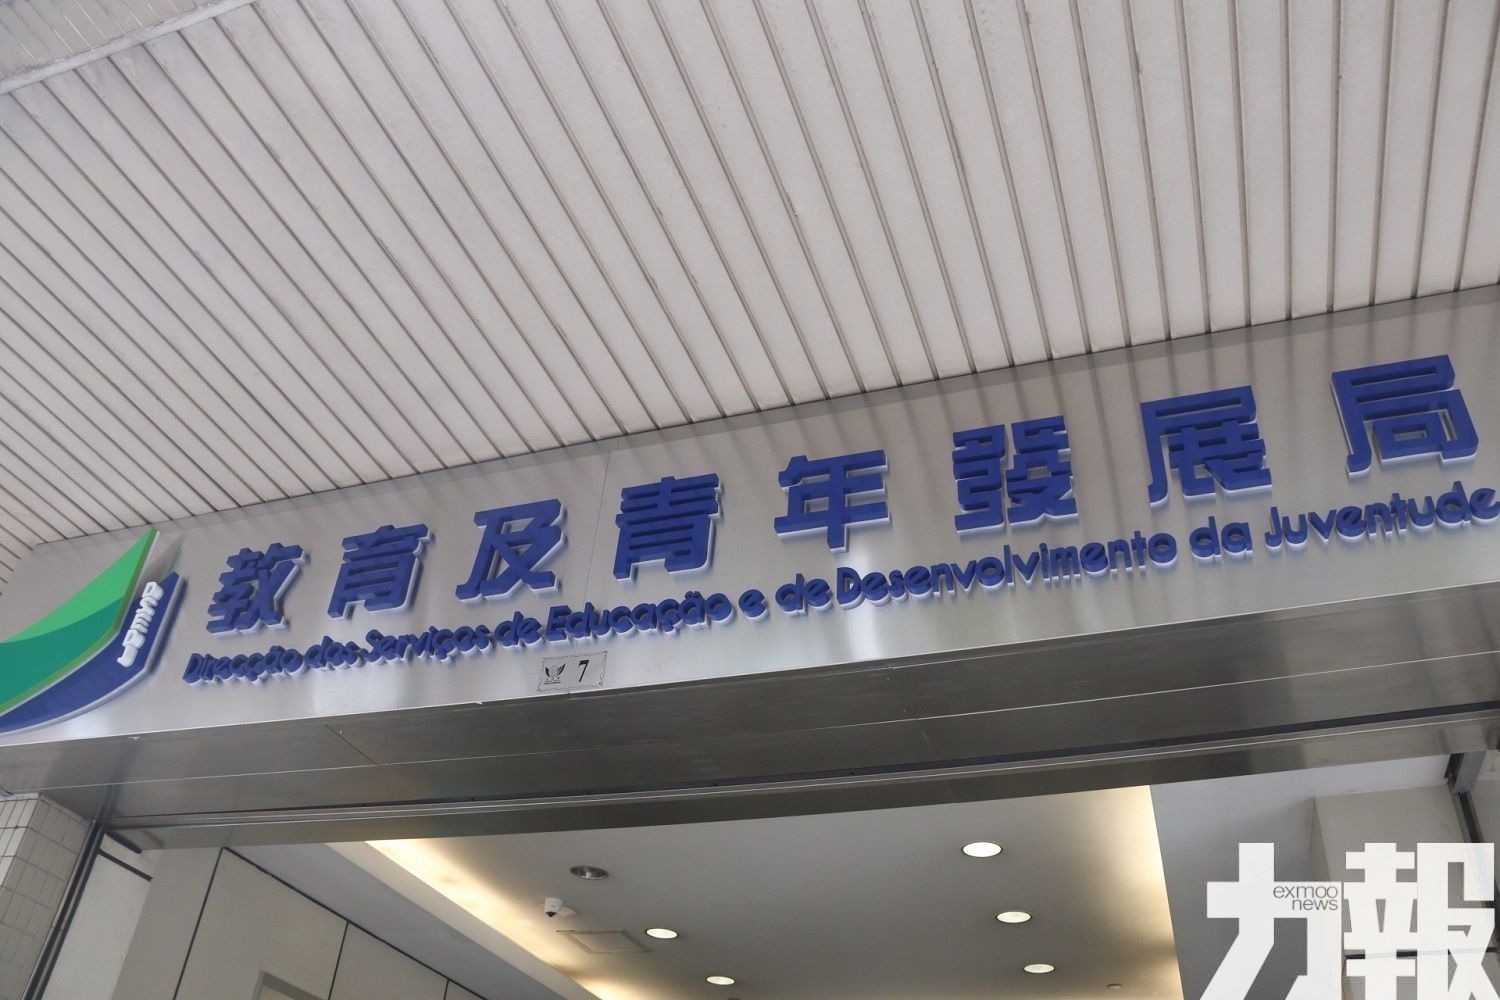 教育及青年發展局
Direcção dos Serviços de Educação e de Desenvolvimento da Juventude
7
力報
exmoo
news